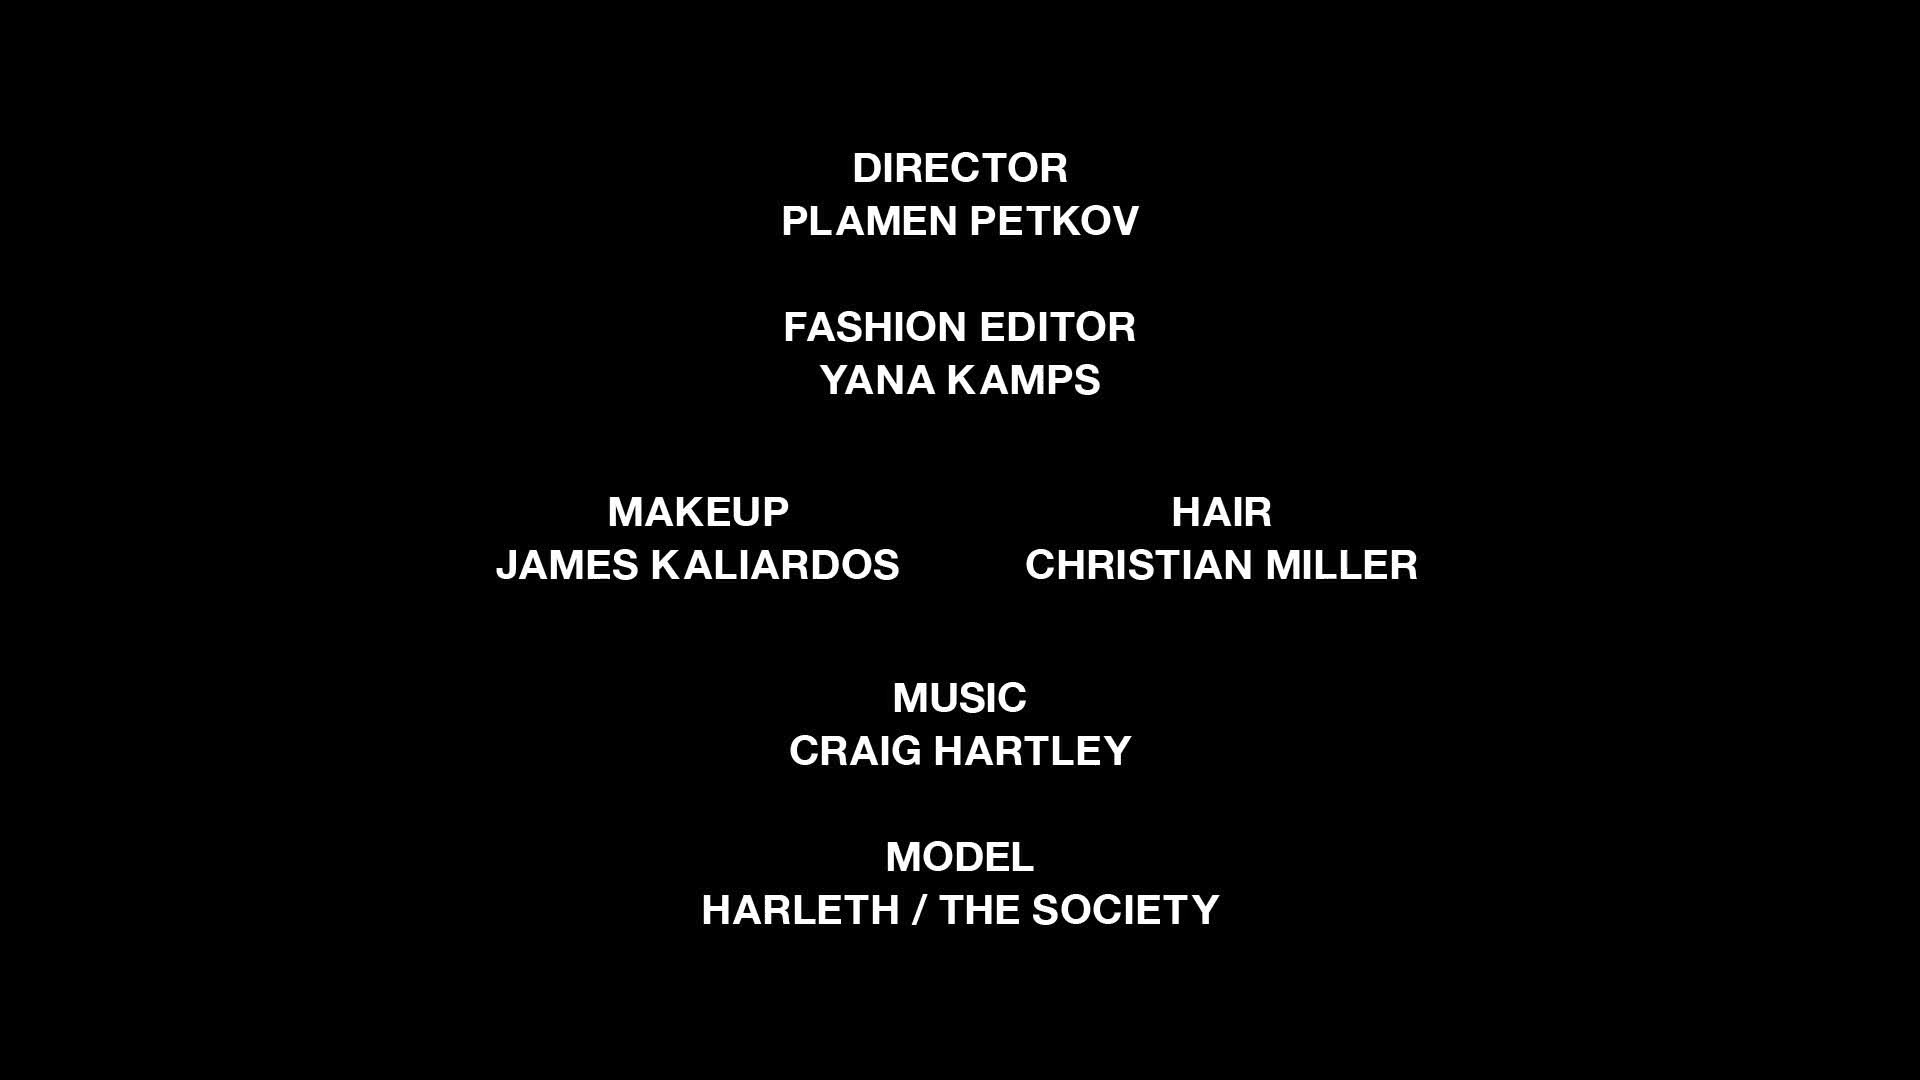 DIRECTOR
PLAMEN PETKOV
FASHION EDITOR
YANA KAMPS
MAKEUP
JAMES KALIARDOS
HAIR
CHRISTIAN MILLER
MUSIC
CRAIG HARTLEY
MODEL
HARLETH / THE SOCIETY